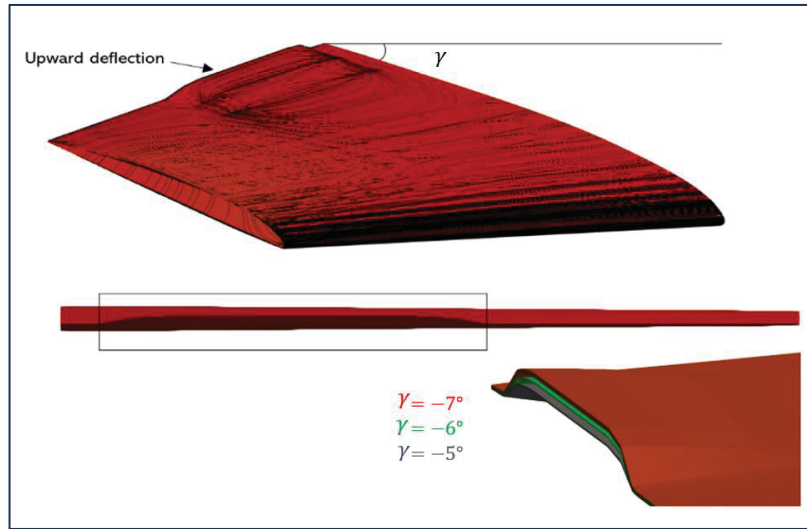 Upward deflection
γ
γ = −7°
γ = −6°
γ = −5°